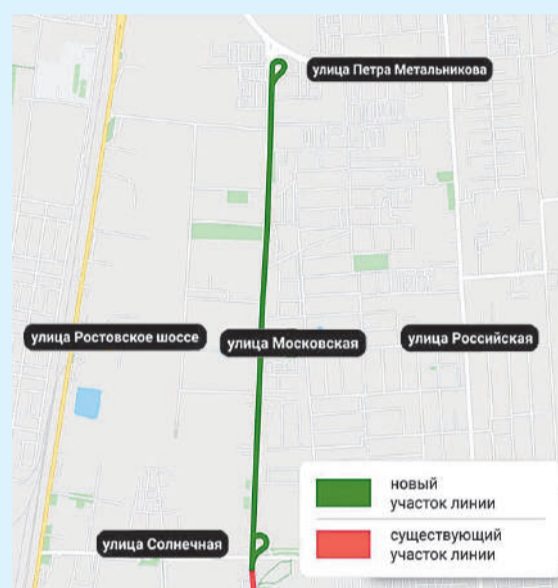 улица Петра Метальникова
улица Ростовское шоссе
улица Московская
улица Российская
улица Солнечная
новый
участок линии
существующий
участок линии